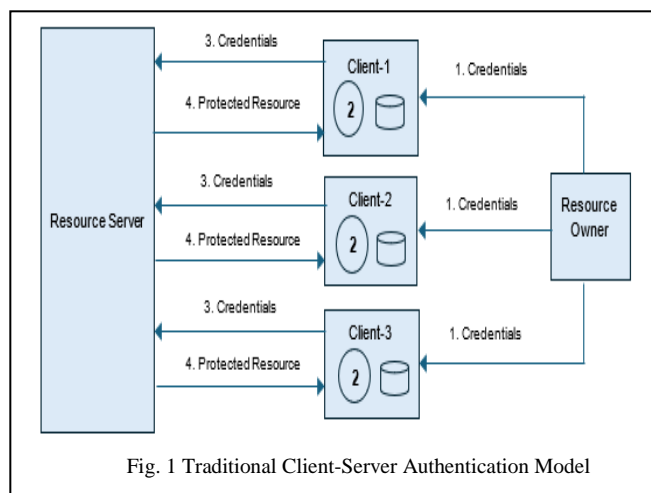 3. Credentials
Client-1
1. Credentials
2
4. Protected Resource
3. Credentials
Client-2
1. Credentials
Resource Server
Resource
Owner
2
4. Protected Resource
3. Credentials
Client-3
1. Credentials
2
4. Protected Resource
Fig. 1 Traditional Client-Server Authentication Model